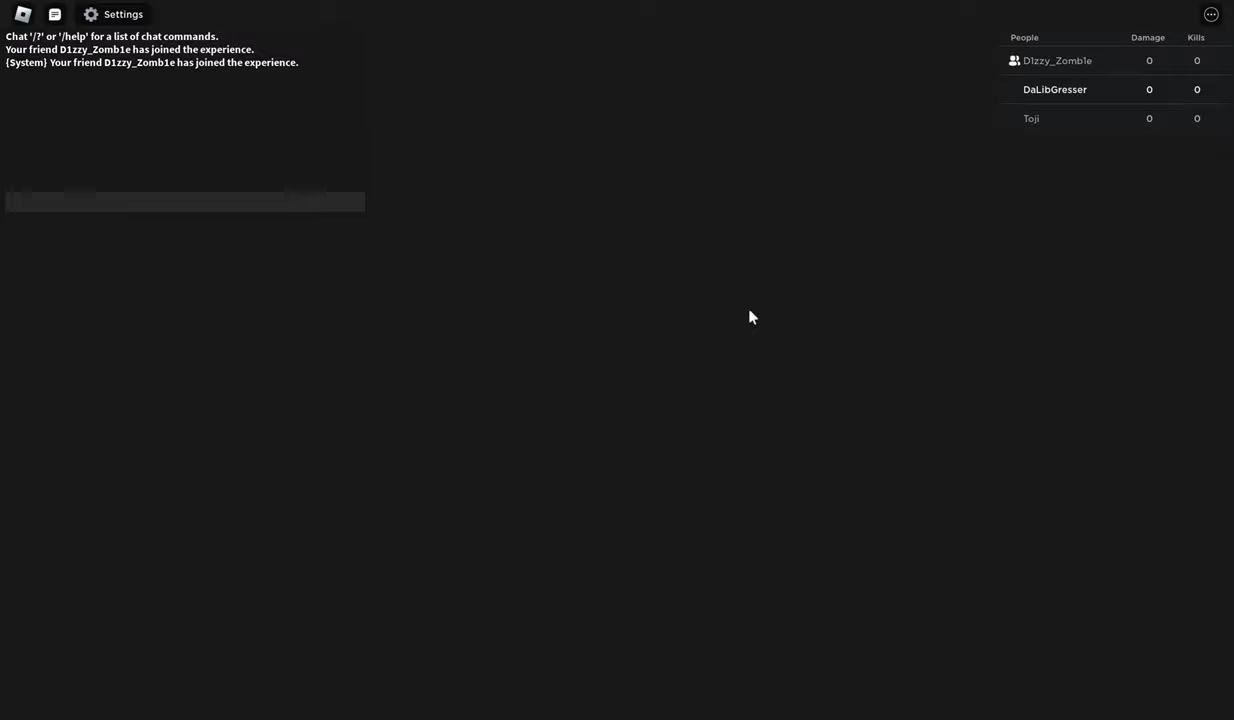 Settings
Chat '/?' or '/help' for a list of chat commands.
Your friend D1zzy_Zomb1e has joined the experience.
{System} Your friend D1zzy_Zomb1e has joined the experience.
People Damage Kills
D1zzy_Zomb1e 0 0
DaLibGresser 0 0
Toji 0 0